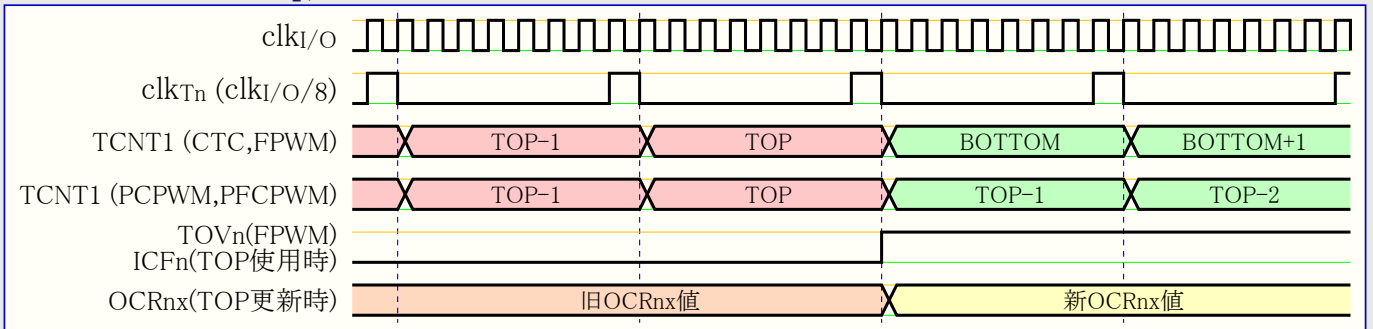 clkI/O
clkTn (clkI/O/8)
TCNT1 (CTC,FPWM) TOP-1 TOP BOTTOM BOTTOM+1
TCNT1 (PCPWM,PFCPWM) TOP-1 TOP TOP-1 TOP-2
TOVn(FPWM)
ICFn(TOP使用時)
OCRnx(TOP更新時) 旧OCRnx値 新OCRnx値